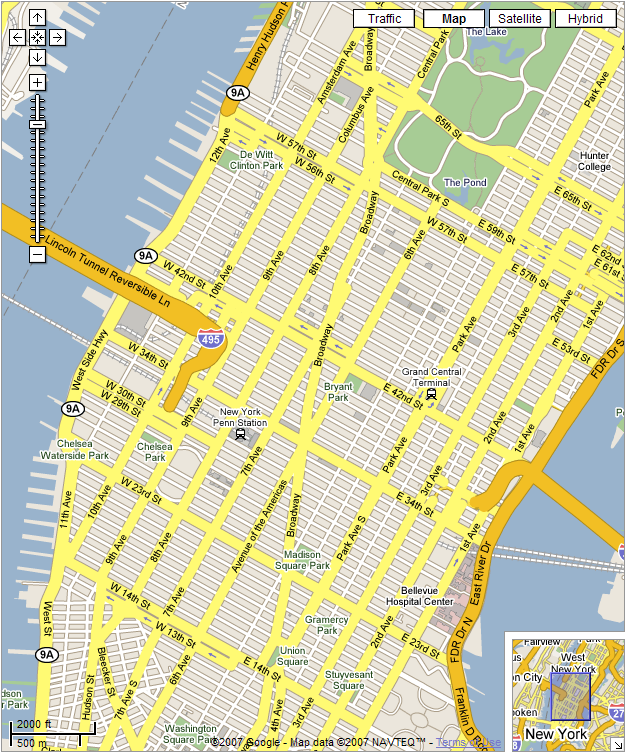 Traffic
Map
Satellite
Hybrid
Henry Hudson
Broadway
Central Park
The Lake
Park Ave
Amsterdam Ave
Columbus Ave
9A
65th St
12th Ave
W 57th St
W 56th St
De Witt
Clinton Park
Hunter
College
The Pond
Central Park S
E 65th St
Broadway
W 57th St
E 59th St
9A
Lincoln Tunnel Reversible Ln
W 42nd St
10th Ave
9th Ave
8th Ave
6th Ave
E 57th St
E 62nd
E 61st
2nd Ave
1st Ave
3rd Ave
Park Ave
E 53rd St
FDR Dr S
495
West Side Hwy
W 34th St
Broadway
Grand Central
Terminal
Bryant
Park
E 42nd St
W 30th St
W 29th St
9A
9th Ave
New York
Penn Station
2nd Ave
1st Ave
Chelsea
Waterside Park
Chelsea
Park
7th Ave
Park Ave
3rd Ave
11th Ave
10th Ave
W 23rd St
Avenue of the Americas
Broadway
E 34th St
9th Ave
8th Ave
Park Ave S
1st Ave
East River Dr
Madison
Square Park
7th Ave
W 14th St
W 13th St
Bellevue
Hospital Center
Gramercy
Park
2nd Ave
E 23rd St
FDR Dr N
West St
9A
Hudson St
Bleecker St
7th Ave S
6th Ave
E 14th St
Union
Square
Stuyvesant
Square
4th Ave
3rd Ave
Franklin D
Washington
Square Park
2000 ft
500 m
©2007 Google - Map data ©2007 NAVTEQ™ - Terms of Use
Fairview
West
New York
on City
oken
New York